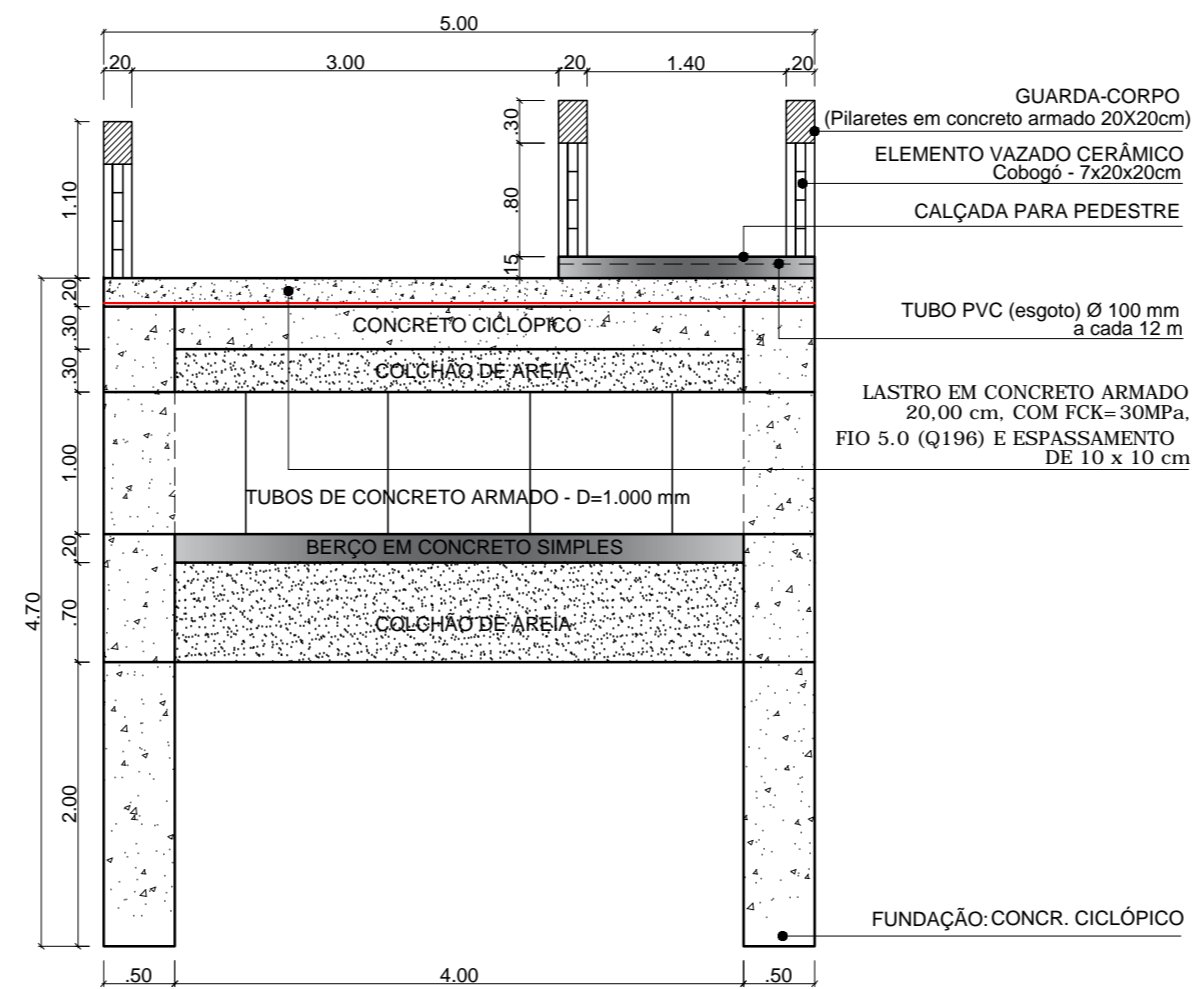 5.00
.20
3.00
.20
1.40
.20
GUARDA-CORPO
(Pilaretes em concreto armado 20X20cm)
ELEMENTO VAZADO CERÂMICO
Cobogó - 7x20x20cm
CALÇADA PARA PEDESTRE
TUBO PVC (esgoto) Ø 100 mm
a cada 12 m
LASTRO EM CONCRETO ARMADO
20,00 cm, COM FCK=30MPa,
FIO 5.0 (Q196) E ESPASSAMENTO
DE 10 x 10 cm
1.10
.30
.80
.15
.20
.30
.30
1.00
.20
.70
2.00
4.70
CONCRETO CICLÓPICO
COLCHÃO DE AREIA
TUBOS DE CONCRETO ARMADO - D=1.000 mm
BERÇO EM CONCRETO SIMPLES
COLCHÃO DE AREIA
FUNDAÇÃO: CONCR. CICLÓPICO
.50
4.00
.50